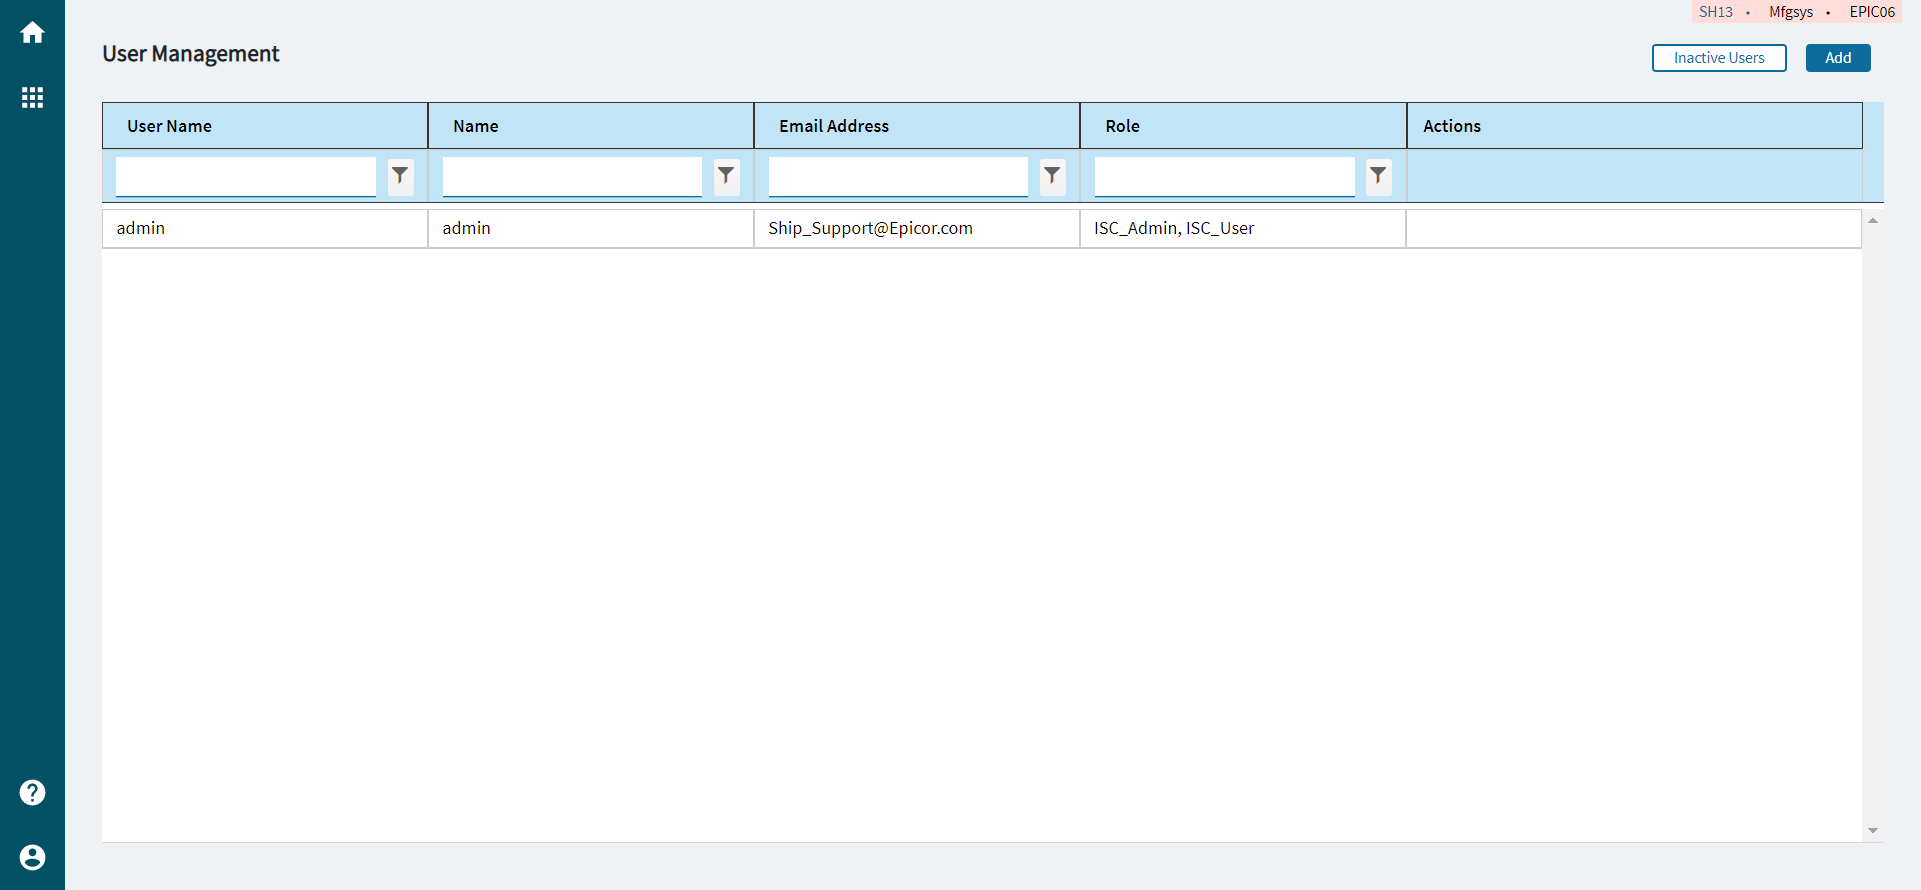 SH13 • Mfgsys • EPIC06
User Management
Inactive Users Add
User Name Name Email Address Role Actions
admin admin Ship_Support@Epicor.com ISC_Admin, ISC_User